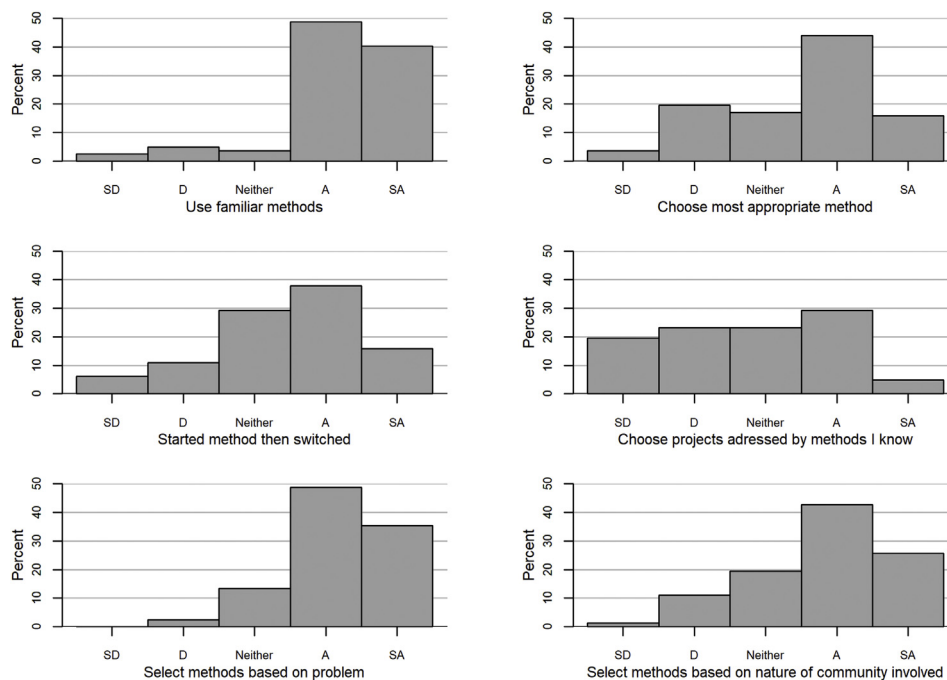 50
40
30
20
10
0
Percent
SD D Neither A SA
Use familiar methods
50
40
30
20
10
0
Percent
SD D Neither A SA
Choose most appropriate method
50
40
30
20
10
0
Percent
SD D Neither A SA
Started method then switched
50
40
30
20
10
0
Percent
SD D Neither A SA
Choose projects adressed by methods I know
50
40
30
20
10
0
Percent
SD D Neither A SA
Select methods based on problem
50
40
30
20
10
0
Percent
SD D Neither A SA
Select methods based on nature of community involved